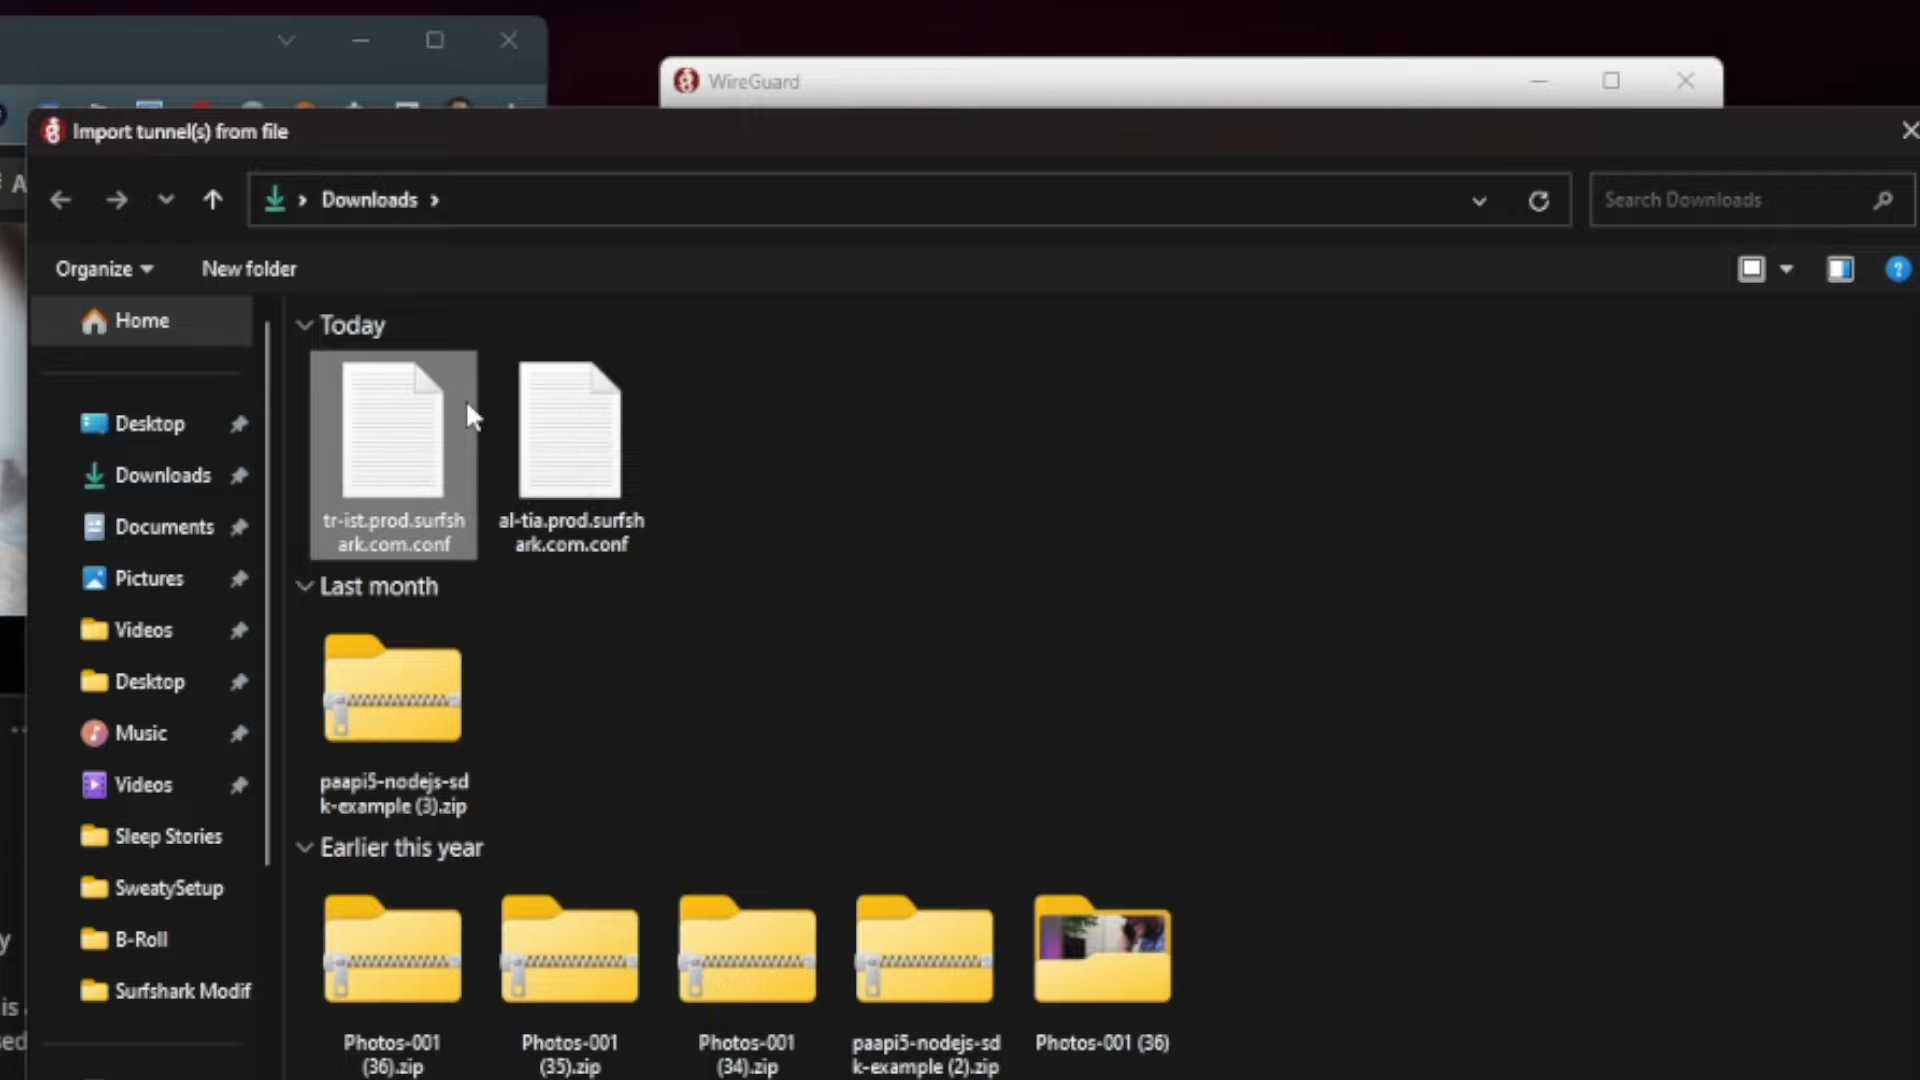 WireGuard
Import tunnel(s) from file
Downloads
Search Downloads
Organize
New folder
Home
Desktop
Downloads
Documents
Pictures
Videos
Desktop
Music
Videos
Sleep Stories
SweatySetup
B-Roll
Surfshark Modif
Today
tr-ist.prod.surfsh
ark.com.conf
al-tia.prod.surfsh
ark.com.conf
Last month
paapi5-nodejs-sd
k-example (3).zip
Earlier this year
Photos-001
(36).zip
Photos-001
(35).zip
Photos-001
(34).zip
paapi5-nodejs-sd
k-example (2).zip
Photos-001 (36)
A
y
is
sed